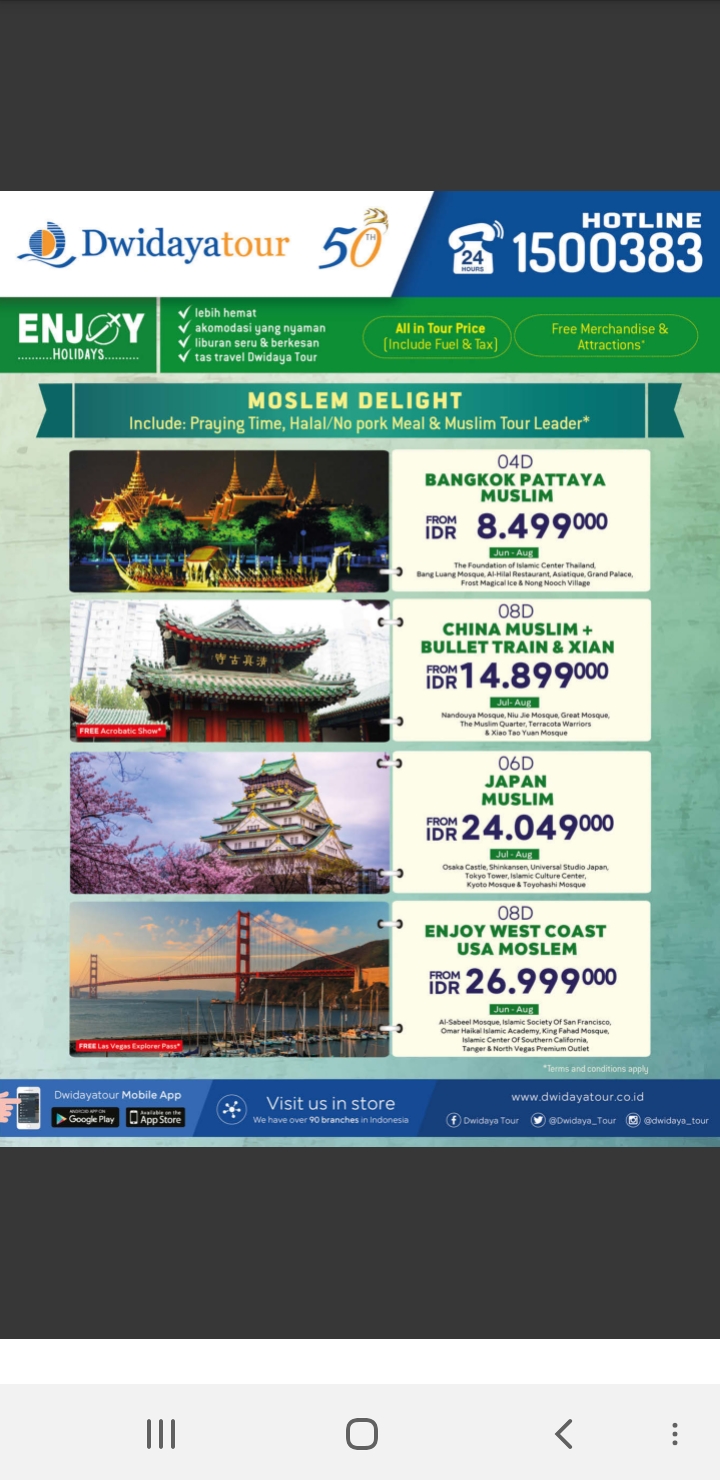 Dwidayatour 50TH
HOTLINE
24 HOURS
1500383
ENJOY
..........HOLIDAYS..........
lebih hemat
akomodasi yang nyaman
liburan seru & berkesan
tas travel Dwidaya Tour
All in Tour Price
(Include Fuel & Tax)
Free Merchandise &
Attractions*
MOSLEM DELIGHT
Include: Praying Time, Halal/No pork Meal & Muslim Tour Leader*
04D
BANGKOK PATTAYA
MUSLIM
FROM IDR 8.499000
Jun - Aug
The Foundation of Islamic Center Thailand,
Bang Luang Mosque, Al-Hilal Restaurant, Asiatique, Grand Palace,
Frost Magical Ice & Nong Nooch Village
寺古真清
FREE Acrobatic Show*
08D
CHINA MUSLIM +
BULLET TRAIN & XIAN
FROM IDR 14.899000
Jul- Aug
Nandouya Mosque, Niu Jie Mosque, Great Mosque,
The Muslim Quarter, Terracota Warriors
& Xiao Tao Yuan Mosque
06D
JAPAN
MUSLIM
FROM IDR 24.049000
Jul - Aug
Osaka Castle, Shinkansen, Universal Studio Japan,
Tokyo Tower, Islamic Culture Center,
Kyoto Mosque & Toyohashi Mosque
FREE Las Vegas Explorer Pass*
08D
ENJOY WEST COAST
USA MOSLEM
FROM IDR 26.999000
Jun - Aug
Al-Sabeel Mosque, Islamic Society Of San Francisco,
Omar Haikal Islamic Academy, King Fahad Mosque,
Islamic Center Of Southern California,
Tanger & North Vegas Premium Outlet
*Terms and conditions apply
Dwidayatour Mobile App
ANDROID APP ON
Google Play
Available on the
App Store
Visit us in store
We have over 90 branches in Indonesia
www.dwidayatour.co.id
Dwidaya Tour @Dwidaya_Tour @dwidaya_tour